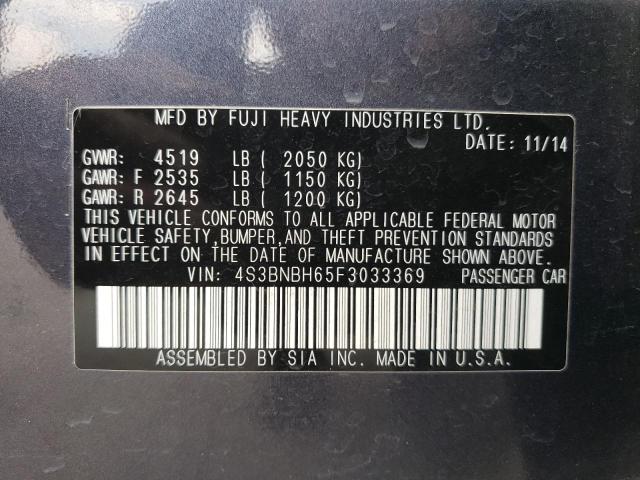 MFD BY FUJI HEAVY INDUSTRIES LTD.
DATE: 11/14
GVWR: 4519 LB ( 2050 KG)
GAWR: F 2535 LB ( 1150 KG)
GAWR: R 2645 LB ( 1200 KG)
THIS VEHICLE CONFORMS TO ALL APPLICABLE FEDERAL MOTOR
VEHICLE SAFETY,BUMPER,AND THEFT PREVENTION STANDARDS
IN EFFECT ON THE DATE OF MANUFACTURE SHOWN ABOVE.
VIN: 4S3BNBH65F3033369 PASSENGER CAR
ASSEMBLED BY SIA INC. MADE IN U.S.A.